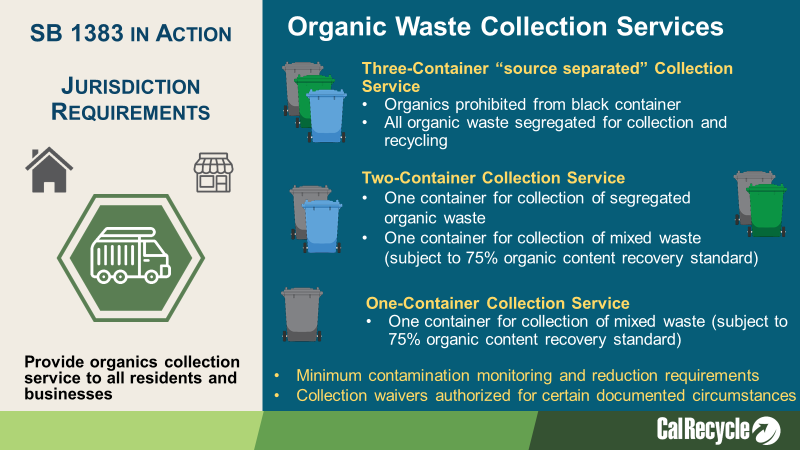 SB 1383 IN ACTION
JURISDICTION
REQUIREMENTS
Provide organics collection
service to all residents and
businesses
Organic Waste Collection Services
Three-Container “source separated” Collection
Service
• Organics prohibited from black container
• All organic waste segregated for collection and
recycling
Two-Container Collection Service
• One container for collection of segregated
organic waste
• One container for collection of mixed waste
(subject to 75% organic content recovery standard)
One-Container Collection Service
• One container for collection of mixed waste (subject to
75% organic content recovery standard)
• Minimum contamination monitoring and reduction requirements
• Collection waivers authorized for certain documented circumstances
CalRecycle